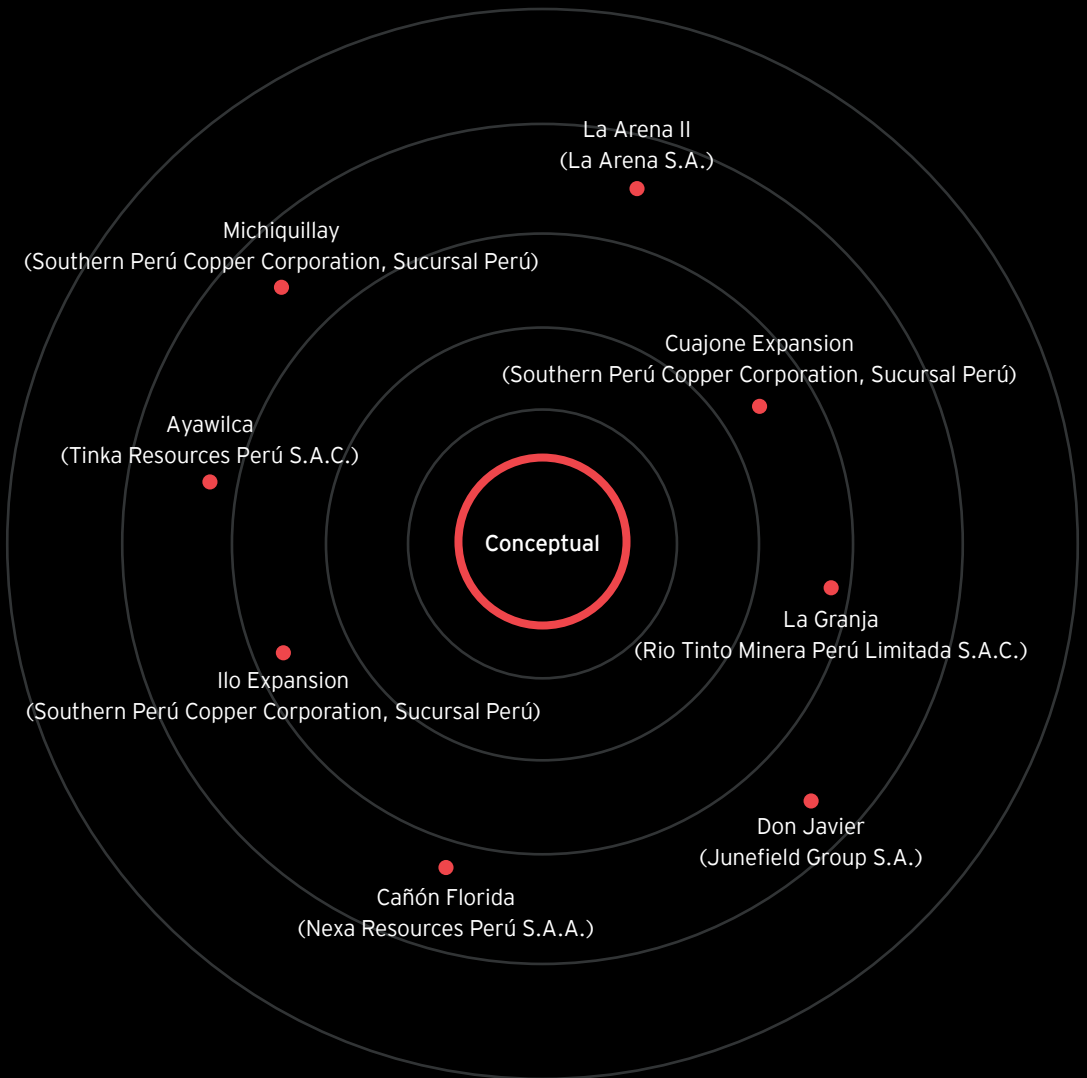 La Arena II
(La Arena S.A.)
Michiquillay
(Southern Perú Copper Corporation, Sucursal Perú)
Cuajone Expansion
(Southern Perú Copper Corporation, Sucursal Perú)
Ayawilca
(Tinka Resources Perú S.A.C.)
Conceptual
La Granja
(Rio Tinto Minera Perú Limitada S.A.C.)
Ilo Expansion
(Southern Perú Copper Corporation, Sucursal Perú)
Don Javier
(Junefield Group S.A.)
Cañón Florida
(Nexa Resources Perú S.A.A.)